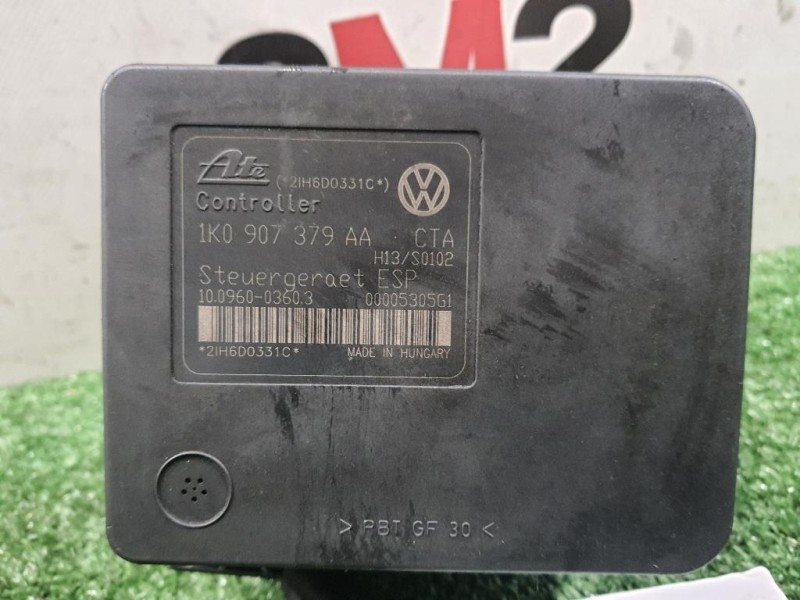 Ate (*2IH6D0331C*)
Controller
1K0 907 379 AA CTA
H13/S0102
Steuergeraet ESP
10.0960-0360.3 00005305G1
*2IH6D0331C* MADE IN HUNGARY
> PBT GF 30 <